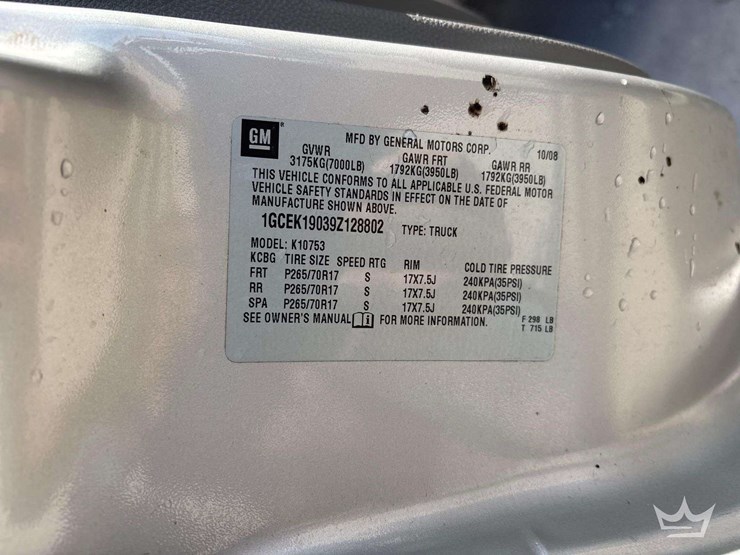 GM ®
MFD BY GENERAL MOTORS CORP. 10/08
GVWR GAWR FRT GAWR RR
3175KG(7000LB) 1792KG(3950LB) 1792KG(3950LB)
THIS VEHICLE CONFORMS TO ALL APPLICABLE U.S. FEDERAL MOTOR
VEHICLE SAFETY STANDARDS IN EFFECT ON THE DATE OF
MANUFACTURE SHOWN ABOVE.
1GCEK19039Z128802 TYPE: TRUCK
MODEL: K10753
KCBG TIRE SIZE SPEED RTG RIM COLD TIRE PRESSURE
FRT P265/70R17 S 17X7.5J 240KPA(35PSI)
RR P265/70R17 S 17X7.5J 240KPA(35PSI)
SPA P265/70R17 S 17X7.5J 240KPA(35PSI)
SEE OWNER'S MANUAL i FOR MORE INFORMATION. F 298 LB
T 715 LB